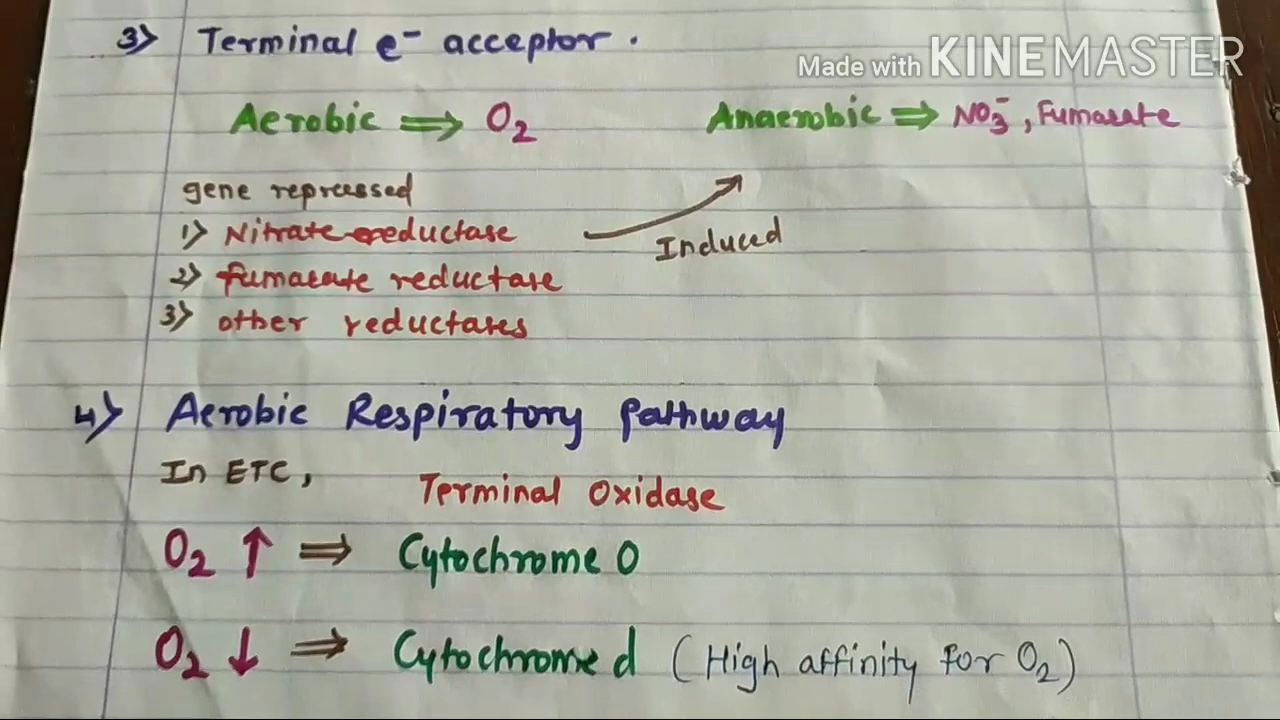 3) Terminal e⁻ acceptor.
Made with KINEMASTER
Aerobic ⇒ O₂ Anaerobic ⇒ NO₃⁻, Fumarate
gene repressed
1) Nitrate reductase
Induced
2) fumarate reductase
3) other reductases
4) Aerobic Respiratory Pathway
In ETC,
Terminal Oxidase
O₂ ↑ ⇒ Cytochrome O
O₂ ↓ ⇒ Cytochrome d (High affinity for O₂)